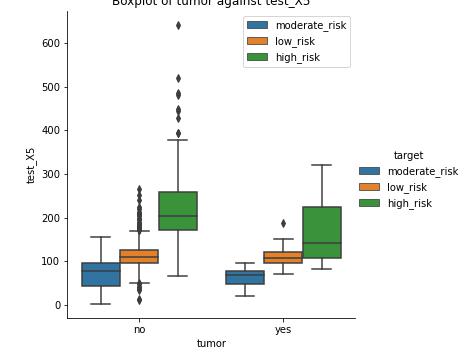 Boxplot of tumor against test_X5
moderate_risk
low_risk
high_risk
600
500
400
300
200
100
0
test_X5
no
yes
tumor
target
moderate_risk
low_risk
high_risk